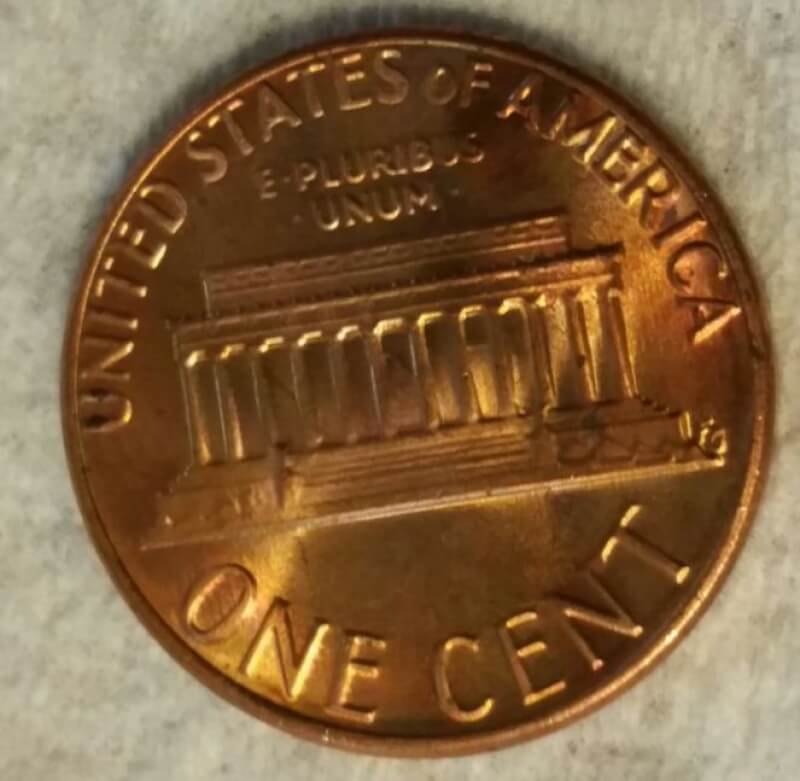 UNITED STATES OF AMERICA
E·PLURIBUS
·UNUM·
ONE CENT